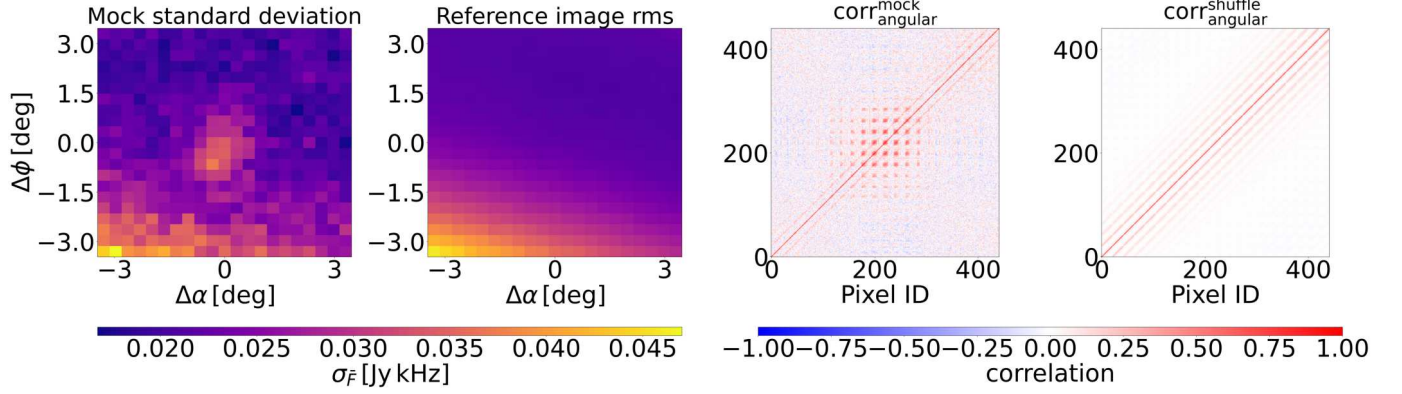 Mock standard deviation
Reference image rms
corr^mock_angular
corr^shuffle_angular
3.0
1.5
0.0
−1.5
−3.0
Δϕ [deg]
−3 0 3
Δα [deg]
3.0
1.5
0.0
−1.5
−3.0
−3 0 3
Δα [deg]
400
200
0
0 200 400
Pixel ID
400
200
0
0 200 400
Pixel ID
0.020 0.025 0.030 0.035 0.040 0.045
σ_F̄ [Jy kHz]
−1.00 −0.75 −0.50 −0.25 0.00 0.25 0.50 0.75 1.00
correlation